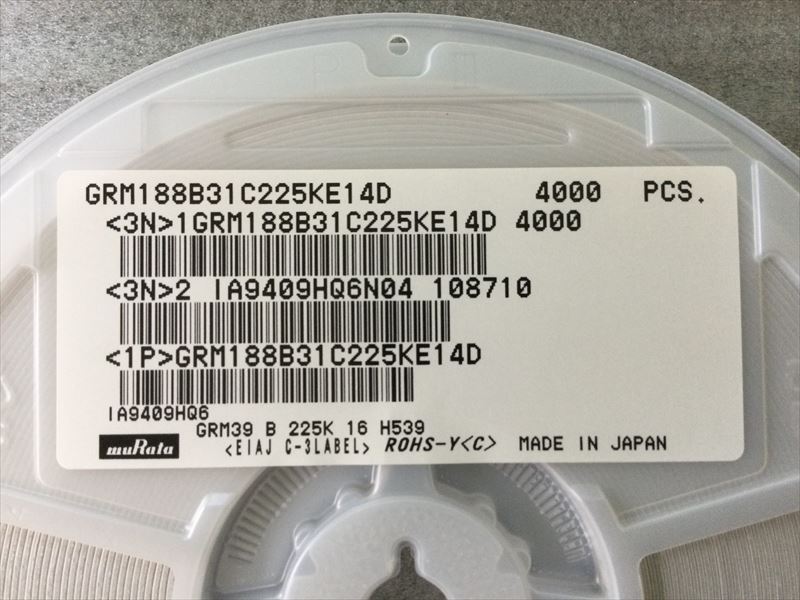 GRM188B31C225KE14D 4000 PCS.
<3N>1GRM188B31C225KE14D 4000
<3N>2 IA9409HQ6N04 108710
<1P>GRM188B31C225KE14D
IA9409HQ6
GRM39 B 225K 16 H539
muRata <EIAJ C-3LABEL> ROHS-Y<C> MADE IN JAPAN